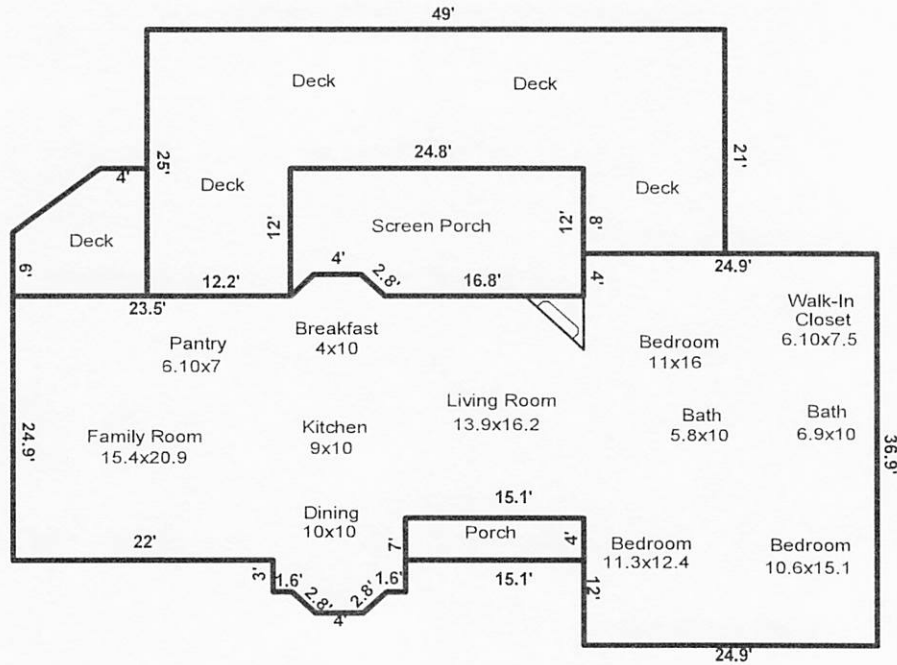 49'
Deck
Deck
25'
21'
24.8'
4'
Deck
Deck
12'
Screen Porch
12'
8'
Deck
6'
4'
2.8'
4'
24.9'
12.2'
16.8'
23.5'
Walk-In
Closet
6.10x7.5
Pantry
6.10x7
Breakfast
4x10
Bedroom
11x16
Living Room
13.9x16.2
24.9'
Family Room
15.4x20.9
Kitchen
9x10
Bath
5.8x10
Bath
6.9x10
36.9'
15.1'
Dining
10x10
Porch
7'
4'
22'
Bedroom
11.3x12.4
Bedroom
10.6x15.1
3'
1.6'
2.8'
4'
2.8'
1.6'
15.1'
12'
24.9'